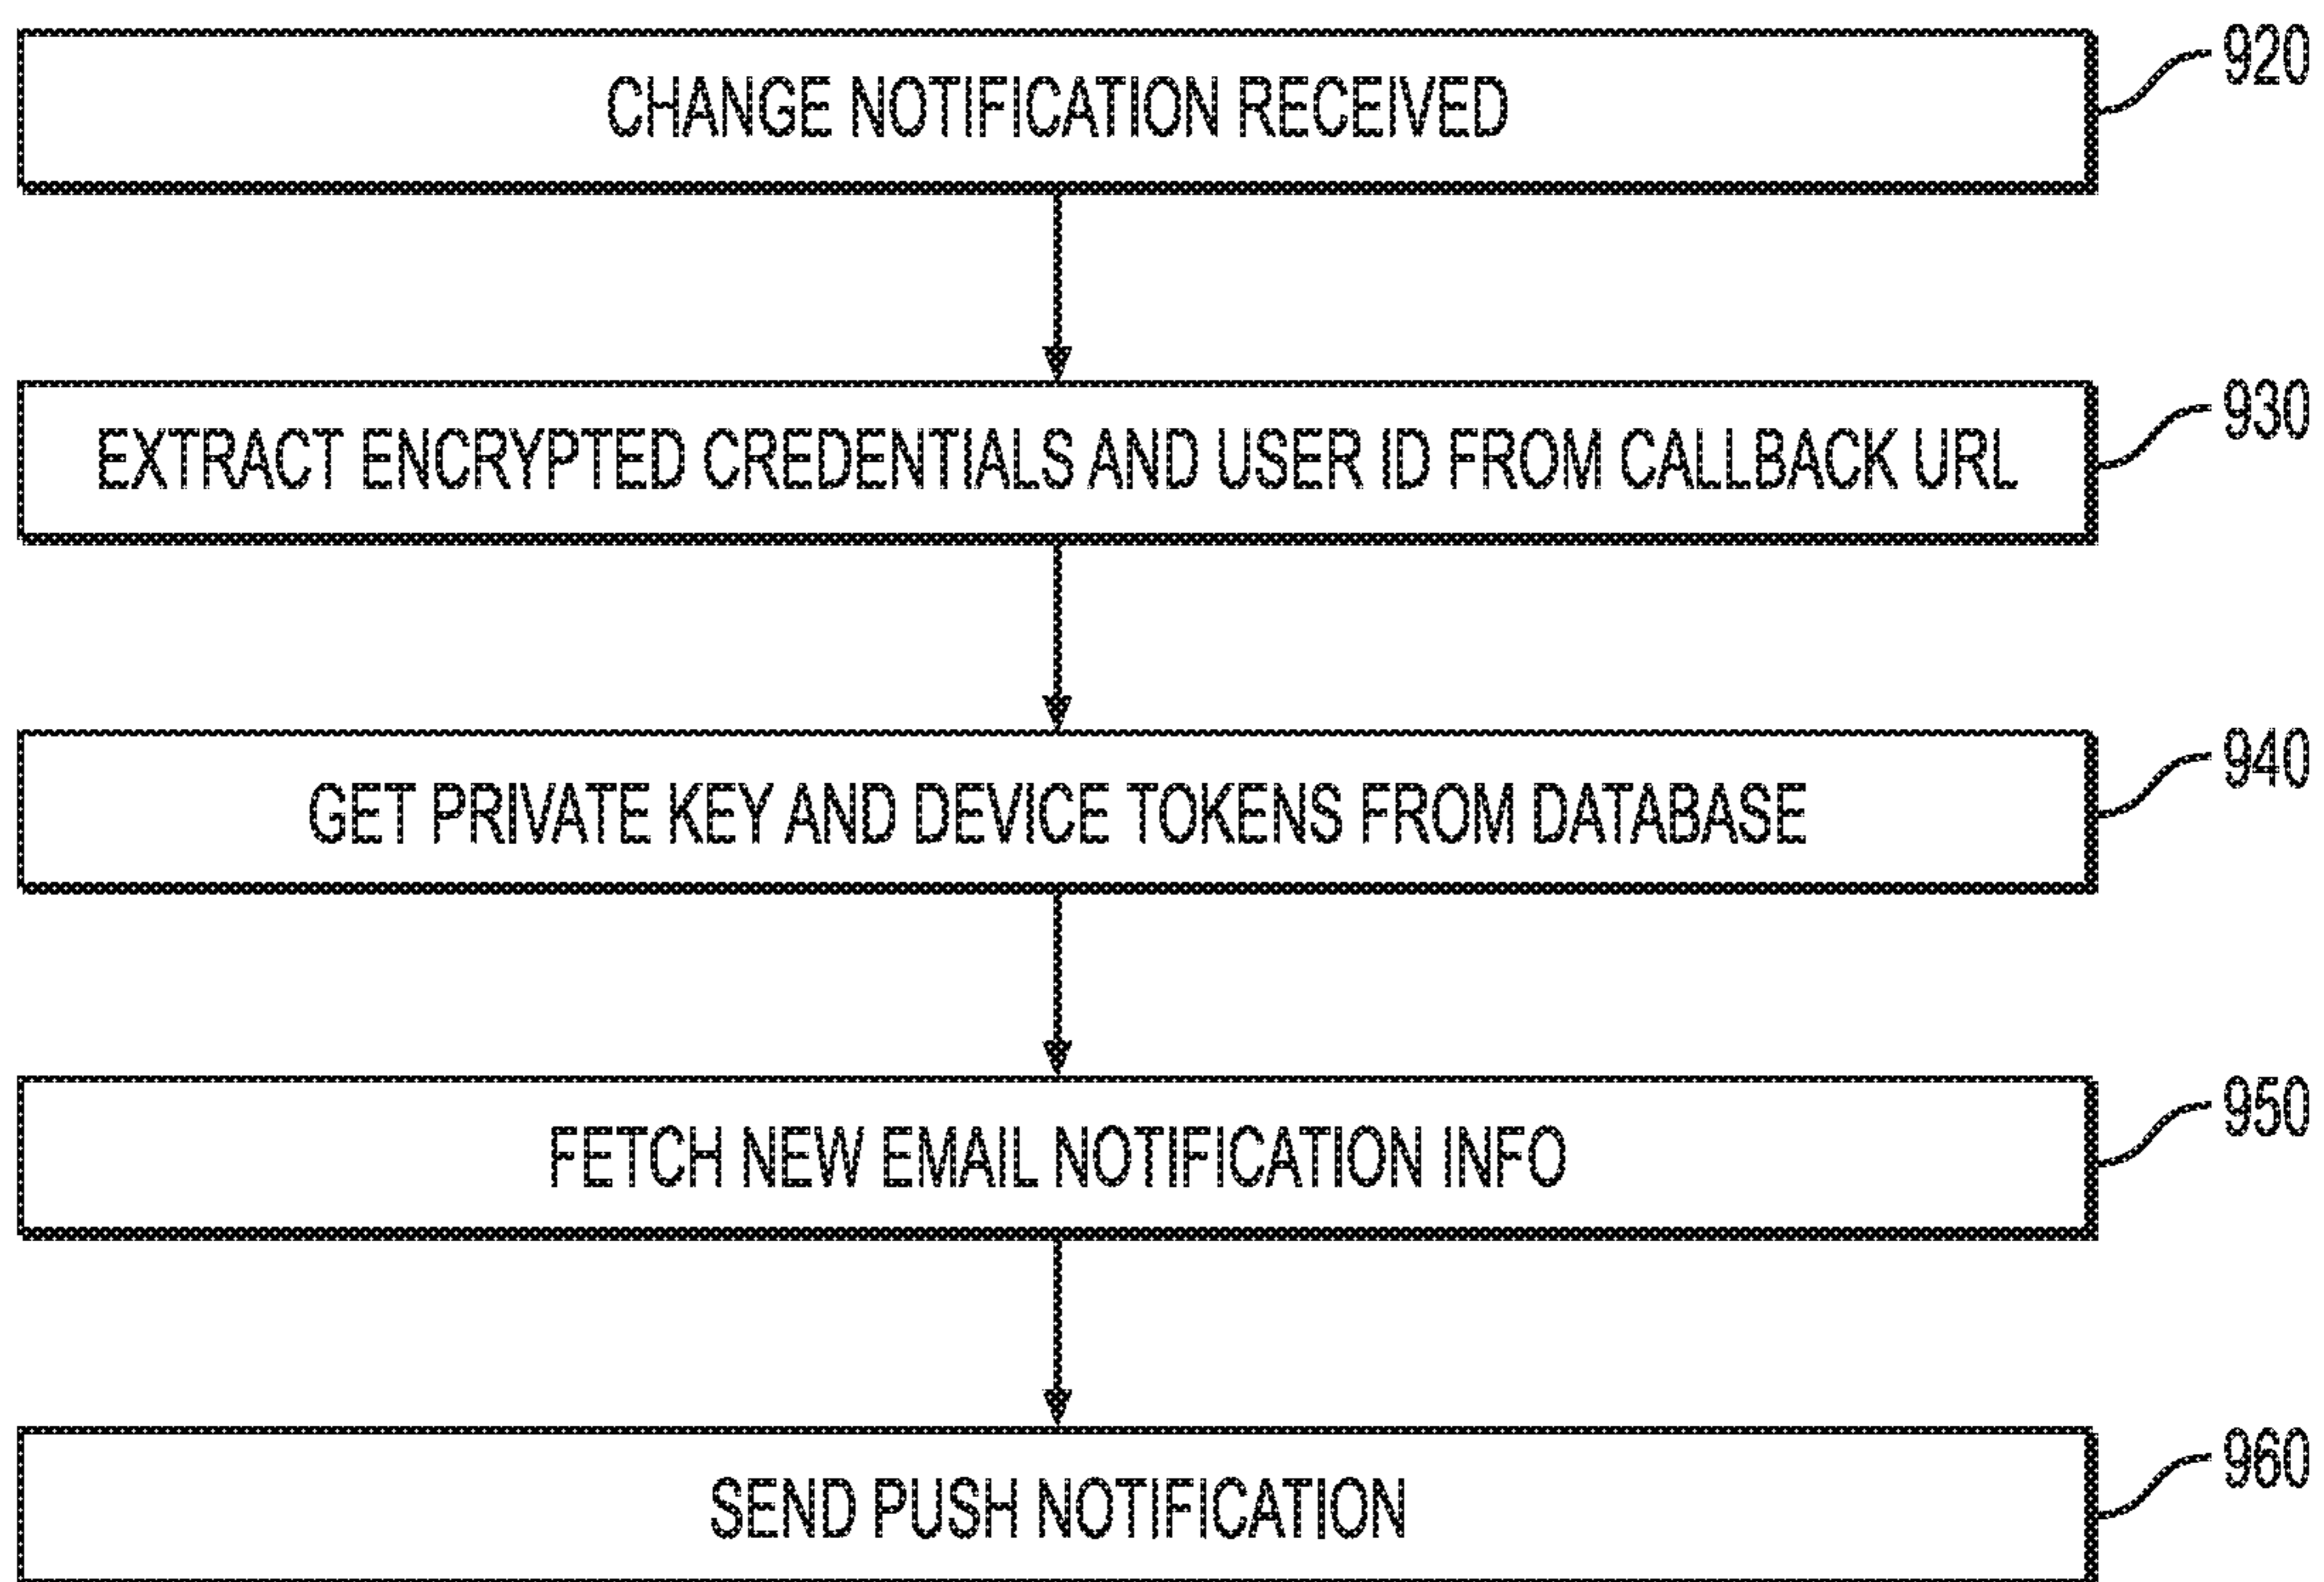 CHANGE NOTIFICATION RECEIVED
920
EXTRACT ENCRYPTED CREDENTIALS AND USER ID FROM CALLBACK URL
930
GET PRIVATE KEY AND DEVICE TOKENS FROM DATABASE
940
FETCH NEW EMAIL NOTIFICATION INFO
950
SEND PUSH NOTIFICATION
960